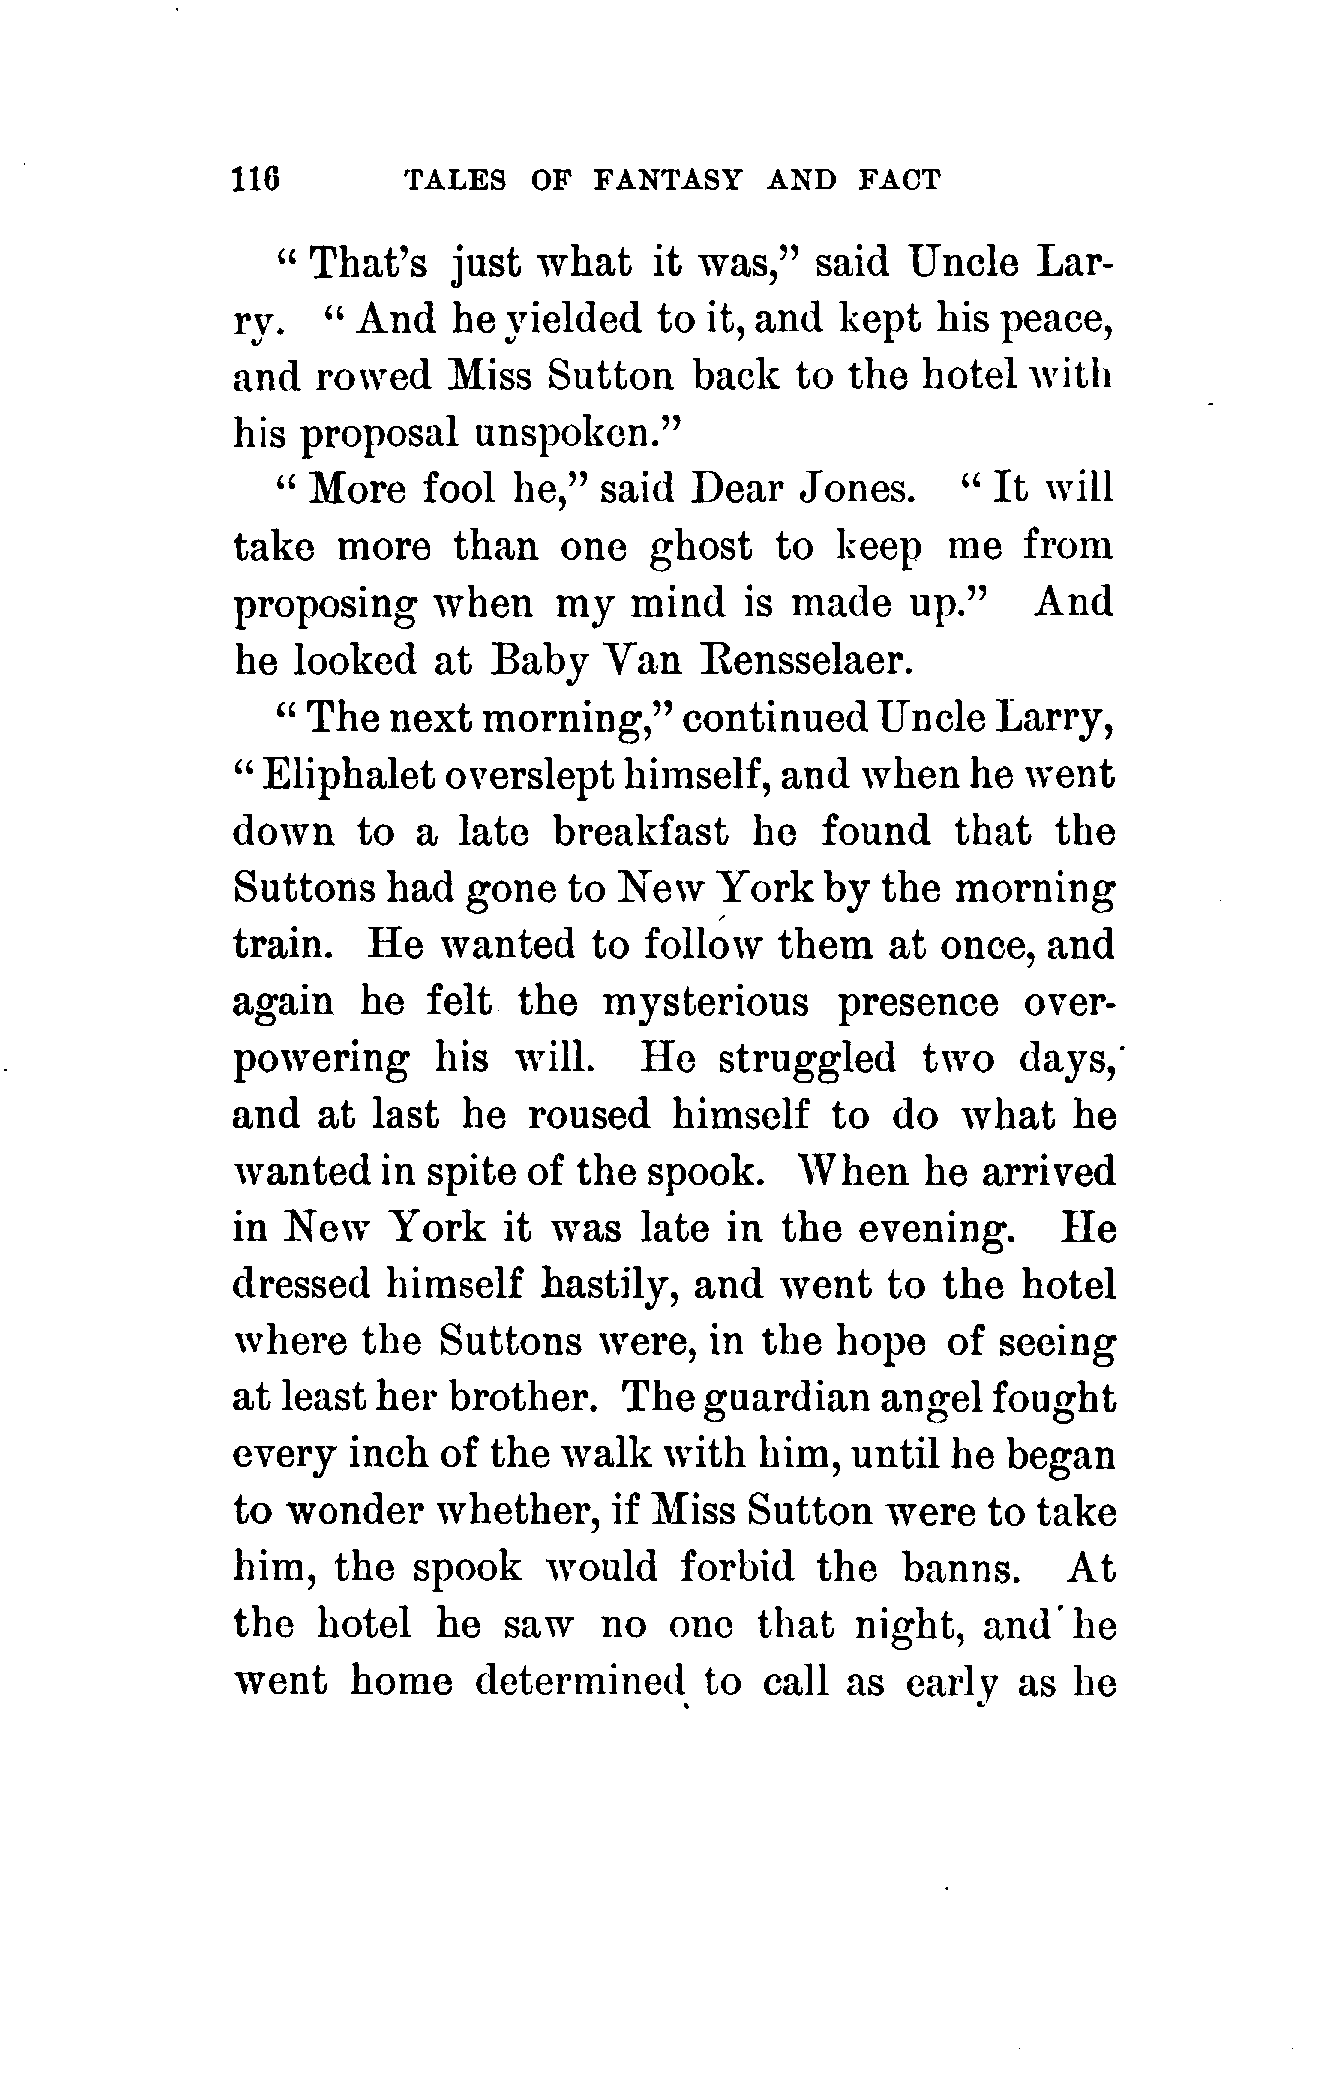 116 TALES OF FANTASY AND FACT
“ That’s just what it was,” said Uncle Lar-
ry. “ And he yielded to it, and kept his peace,
and rowed Miss Sutton back to the hotel with
his proposal unspoken.”
“ More fool he,” said Dear Jones. “ It will
take more than one ghost to keep me from
proposing when my mind is made up.” And
he looked at Baby Van Rensselaer.
“ The next morning,” continued Uncle Larry,
“ Eliphalet overslept himself, and when he went
down to a late breakfast he found that the
Suttons had gone to New York by the morning
train. He wanted to follow them at once, and
again he felt the mysterious presence over-
powering his will. He struggled two days,
and at last he roused himself to do what he
wanted in spite of the spook. When he arrived
in New York it was late in the evening. He
dressed himself hastily, and went to the hotel
where the Suttons were, in the hope of seeing
at least her brother. The guardian angel fought
every inch of the walk with him, until he began
to wonder whether, if Miss Sutton were to take
him, the spook would forbid the banns. At
the hotel he saw no one that night, and he
went home determined to call as early as he